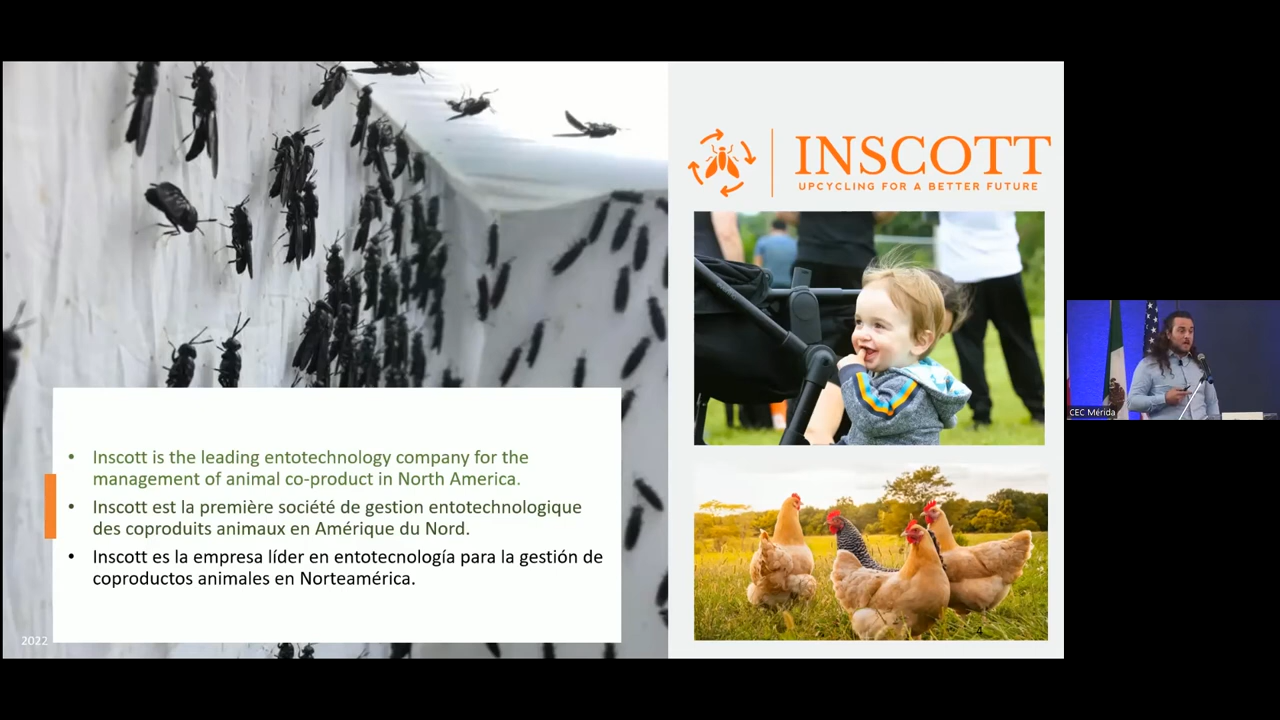 INSCOTT
UPCYCLING FOR A BETTER FUTURE
• Inscott is the leading entotechnology company for the
management of animal co-product in North America.
• Inscott est la première société de gestion entotechnologique
des coproduits animaux en Amérique du Nord.
• Inscott es la empresa líder en entotecnología para la gestión de
coproductos animales en Norteamérica.
2022
4
CEC Mérida